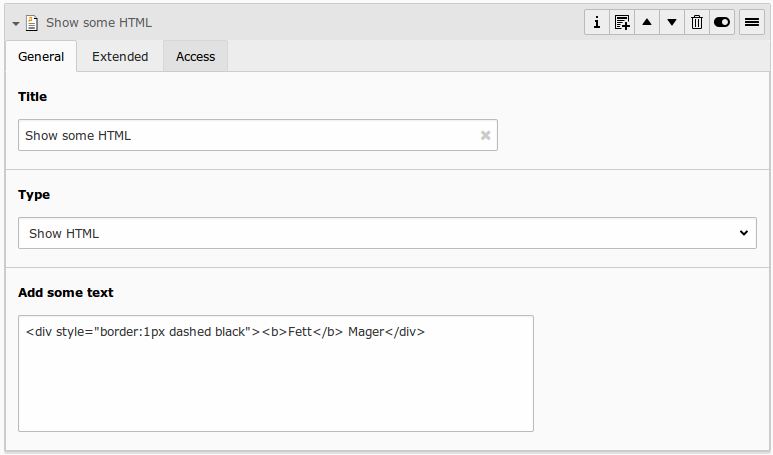 Show some HTML
General Extended Access
Title
Show some HTML
Type
Show HTML
Add some text
<div style="border:1px dashed black"><b>Fett</b> Mager</div>